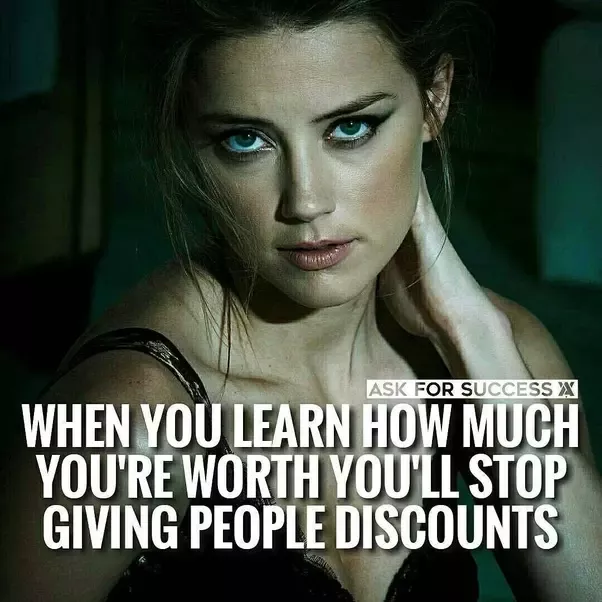 ASK FOR SUCCESS
WHEN YOU LEARN HOW MUCH
YOU'RE WORTH YOU'LL STOP
GIVING PEOPLE DISCOUNTS